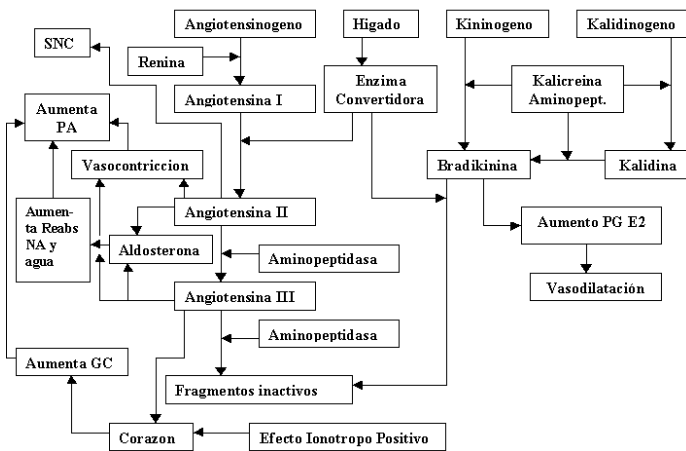 Angiotensinogeno
Higado
Kininogeno
Kalidinogeno
SNC
Renina
Enzima
Convertidora
Kalicreina
Aminopept.
Angiotensina I
Aumenta
PA
Vasocontriccion
Bradikinina
Kalidina
Angiotensina II
Aumen-
ta Reabs
NA y
agua
Aldosterona
Aumento PG E2
Aminopeptidasa
Vasodilatación
Angiotensina III
Aminopeptidasa
Aumenta GC
Fragmentos inactivos
Corazon
Efecto Ionotropo Positivo